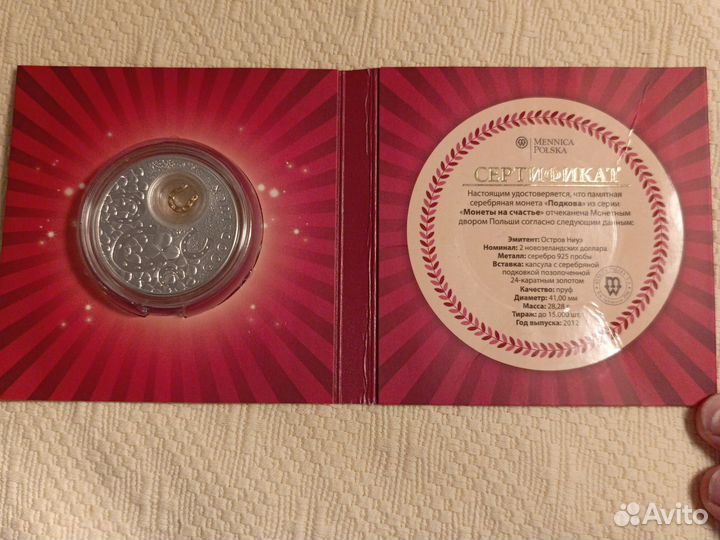 MENNICA
POLSKA
СЕРТИФИКАТ
Настоящим удостоверяется, что памятная
серебряная монета «Подкова» из серии
«Монеты на счастье» отчеканена Монетным
двором Польши согласно следующим данным:
Эмитент: Остров Ниуэ
Номинал: 2 новозеландских доллара
Металл: серебро 925 пробы
Вставка: капсула с серебряной
подковкой позолоченной
24-каратным золотом
Качество: пруф
Диаметр: 41,00 мм
Масса: 28,28 г
Тираж: до 15.000 шт.
Год выпуска: 2012
Avito